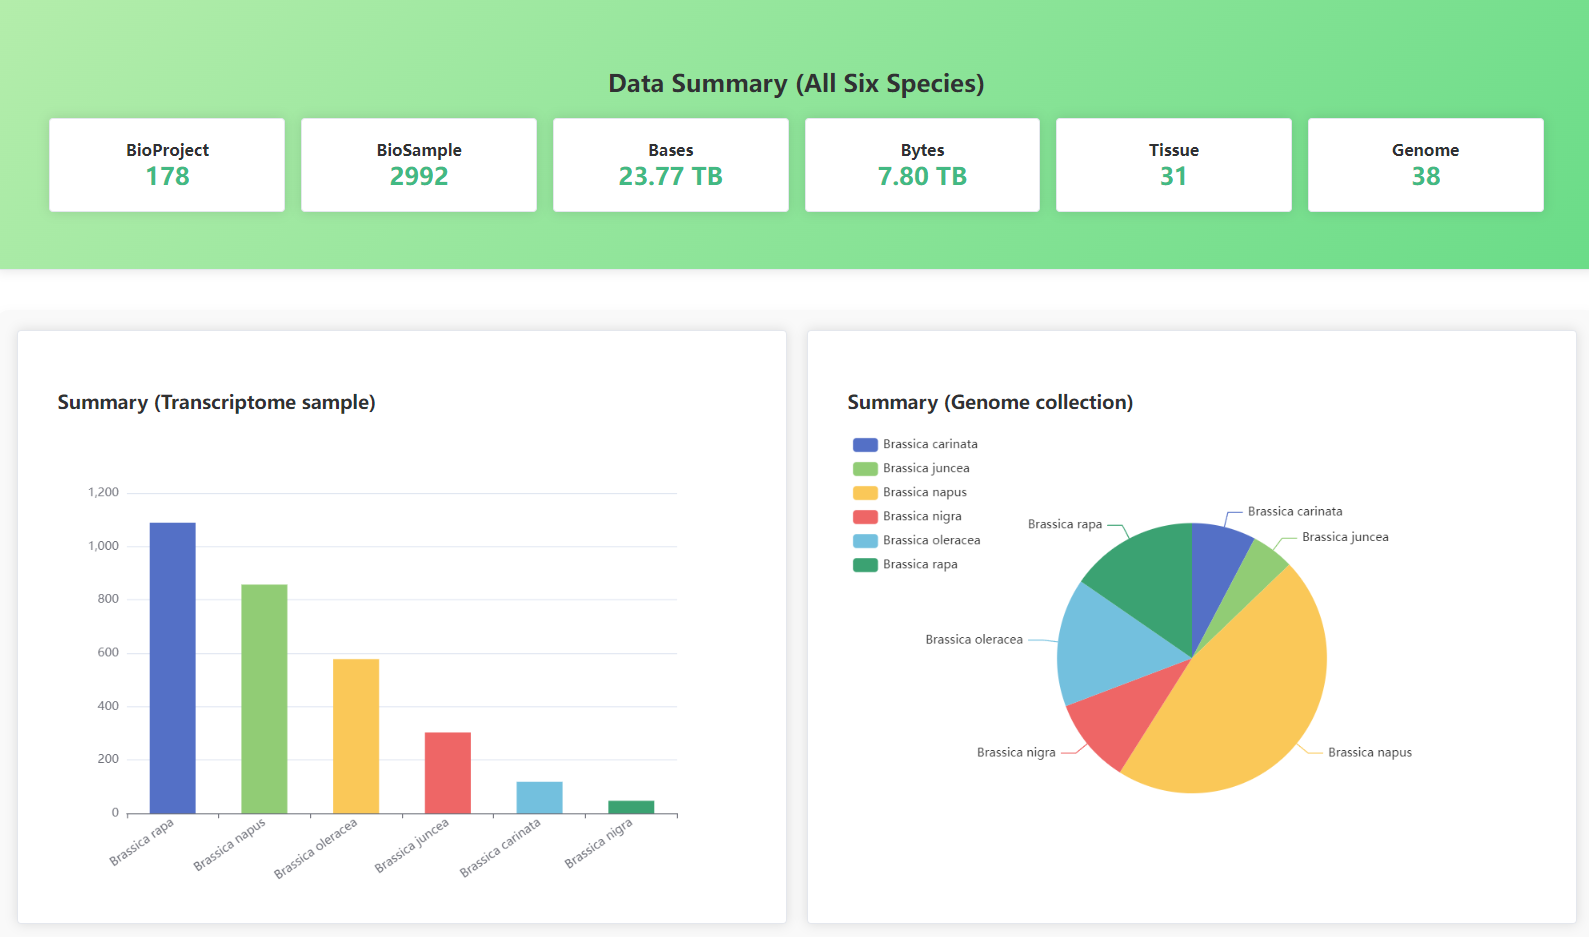 Data Summary (All Six Species)
BioProject
178
BioSample
2992
Bases
23.77 TB
Bytes
7.80 TB
Tissue
31
Genome
38
Summary (Transcriptome sample)
1,200
1,000
800
600
400
200
0
Brassica rapa
Brassica napus
Brassica oleracea
Brassica juncea
Brassica carinata
Brassica nigra
Summary (Genome collection)
Brassica carinata
Brassica juncea
Brassica napus
Brassica nigra
Brassica oleracea
Brassica rapa
Brassica carinata
Brassica rapa
Brassica juncea
Brassica oleracea
Brassica nigra
Brassica napus